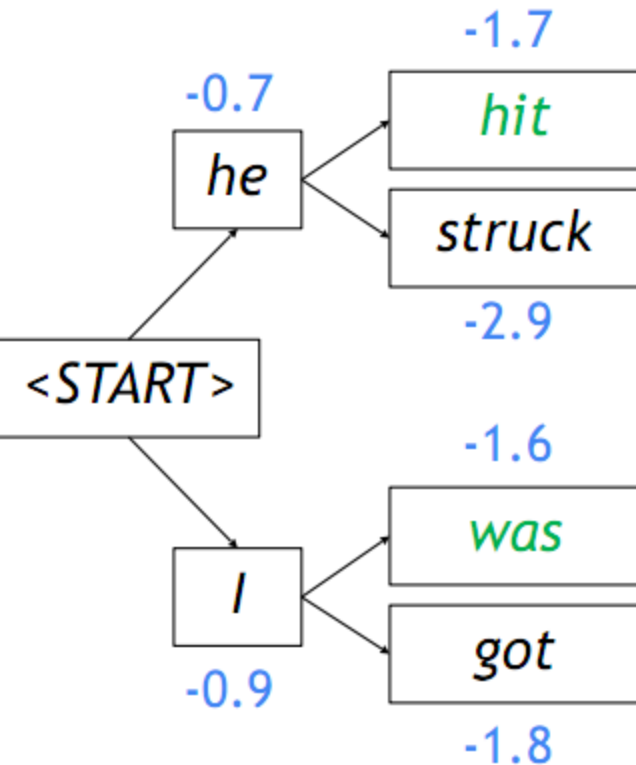 -1.7
-0.7
hit
he
struck
-2.9
<START>
-1.6
was
I
got
-0.9
-1.8